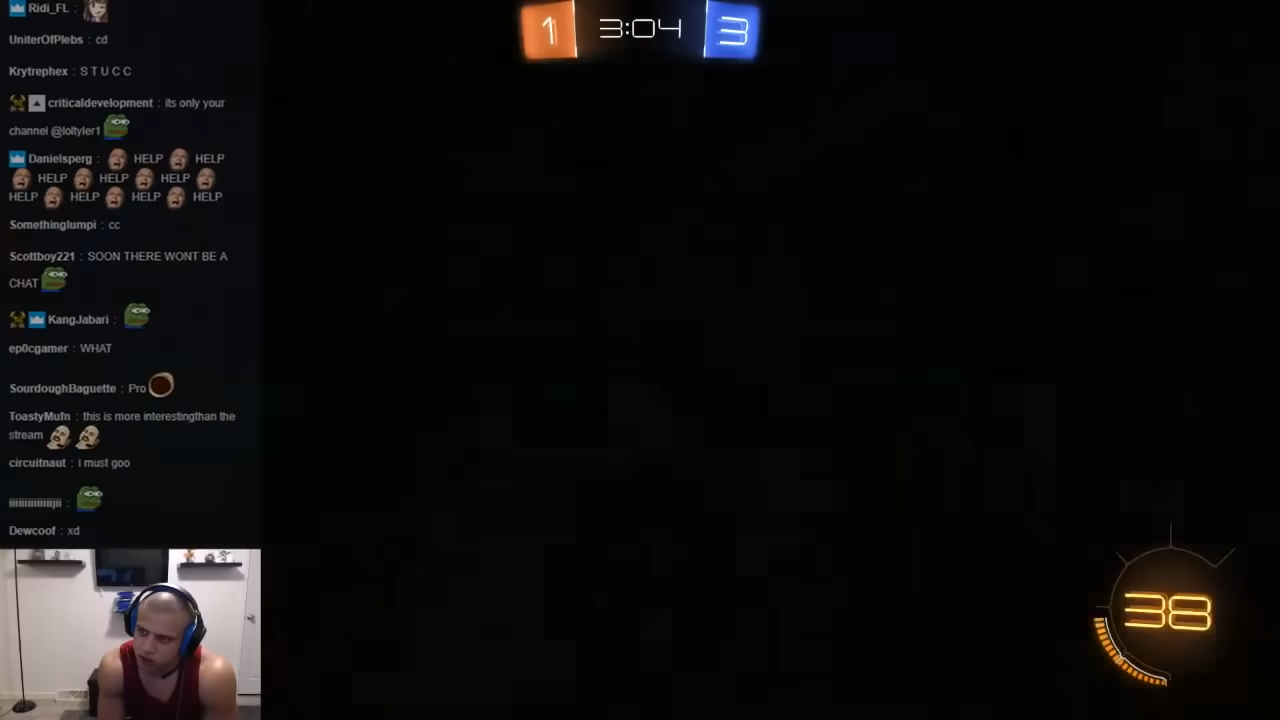 Ridi_FL :
1 3:04 3
UniterOfPlebs : cd
Krytrephex : S T U C C
criticaldevelopment : its only your
channel @loltyler1
Danielsperg : HELP HELP
HELP HELP HELP
HELP HELP HELP HELP
Somethinglumpi : cc
Scottboy221 : SOON THERE WONT BE A
CHAT
KangJabari :
ep0cgamer : WHAT
SourdoughBaguette : Pro
ToastyMufn : this is more interestingthan the
stream
circuitnaut : i must goo
Dewcoof : xd
38